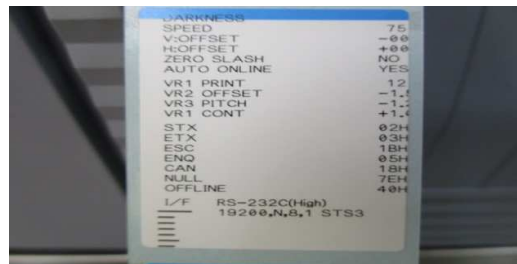 DARKNESS
SPEED 75
V:OFFSET -00
H:OFFSET +00
ZERO SLASH NO
AUTO ONLINE YES
VR1 PRINT 12
VR2 OFFSET -1.
VR3 PITCH -1.
VR1 CONT +1.
STX 02H
ETX 03H
ESC 1BH
ENQ 05H
CAN 18H
NULL 7EH
OFFLINE 40H
I/F RS-232C(High)
19200,N,8,1 STS3